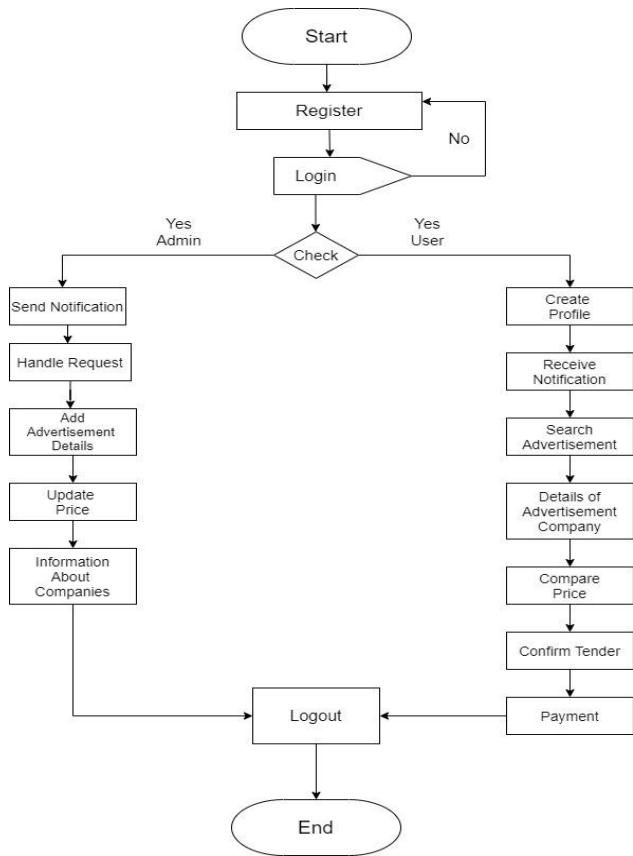 Start
Register
No
Login
Yes
Admin
Yes
User
Check
Send Notification
Handle Request
Add
Advertisement
Details
Update
Price
Information
About
Companies
Create
Profile
Receive
Notification
Search
Advertisement
Details of
Advertisement
Company
Compare
Price
Confirm Tender
Payment
Logout
End